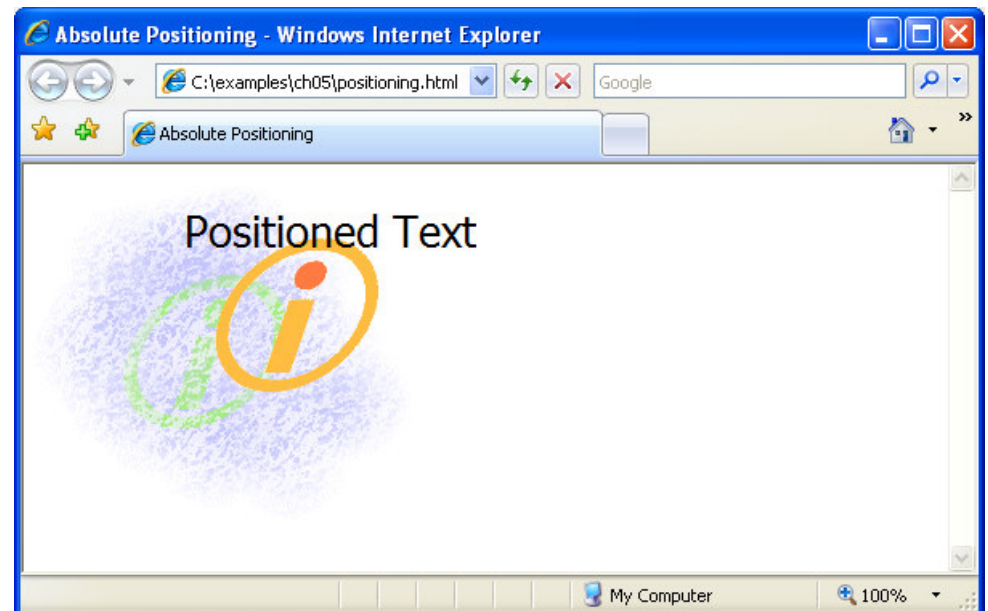 Absolute Positioning - Windows Internet Explorer
C:\examples\ch05\positioning.html Google
Absolute Positioning »
Positioned Text
i i
My Computer 100%